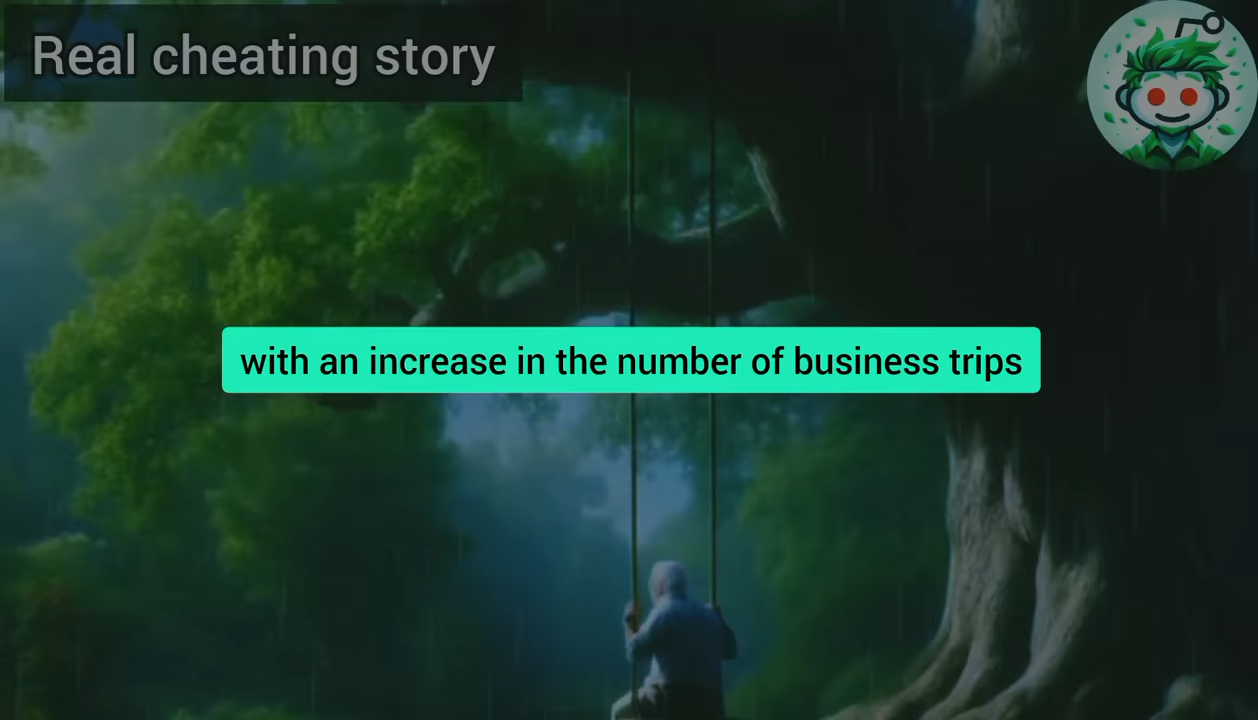 Real cheating story
with an increase in the number of business trips